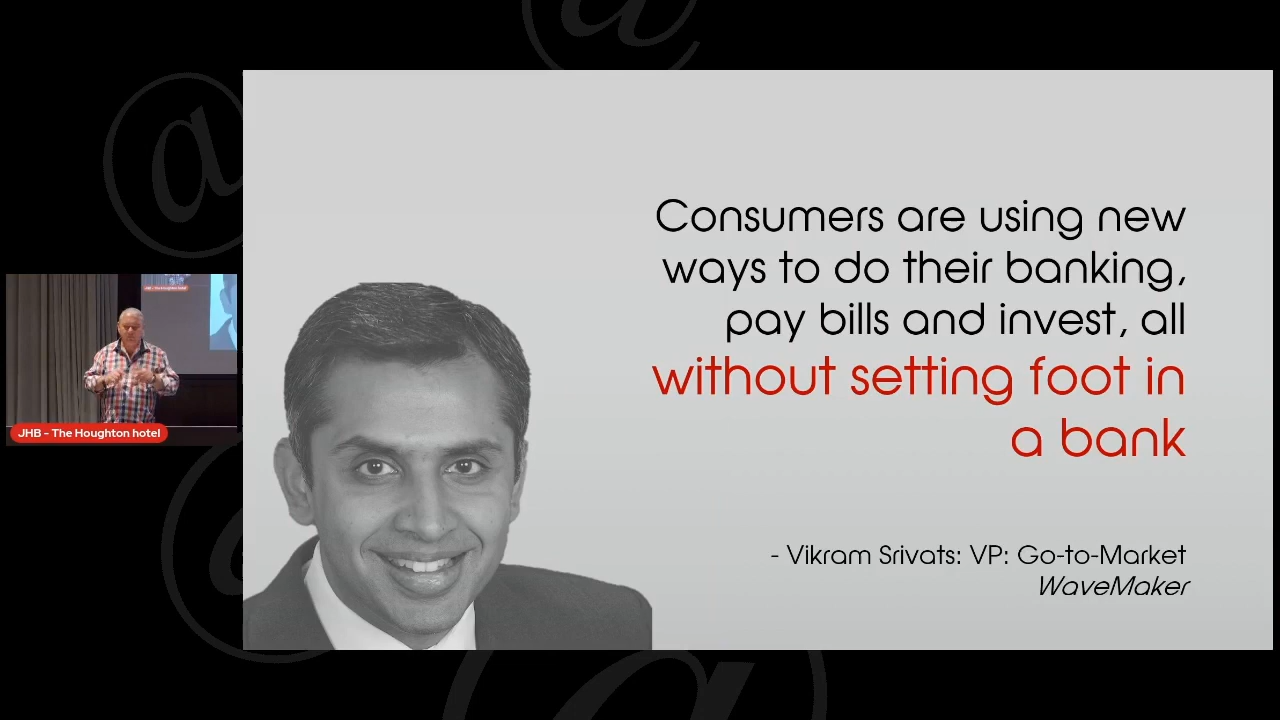 Consumers are using new
ways to do their banking,
pay bills and invest, all
without setting foot in
a bank
- Vikram Srivats: VP: Go-to-Market
WaveMaker
JHB - The Houghton hotel